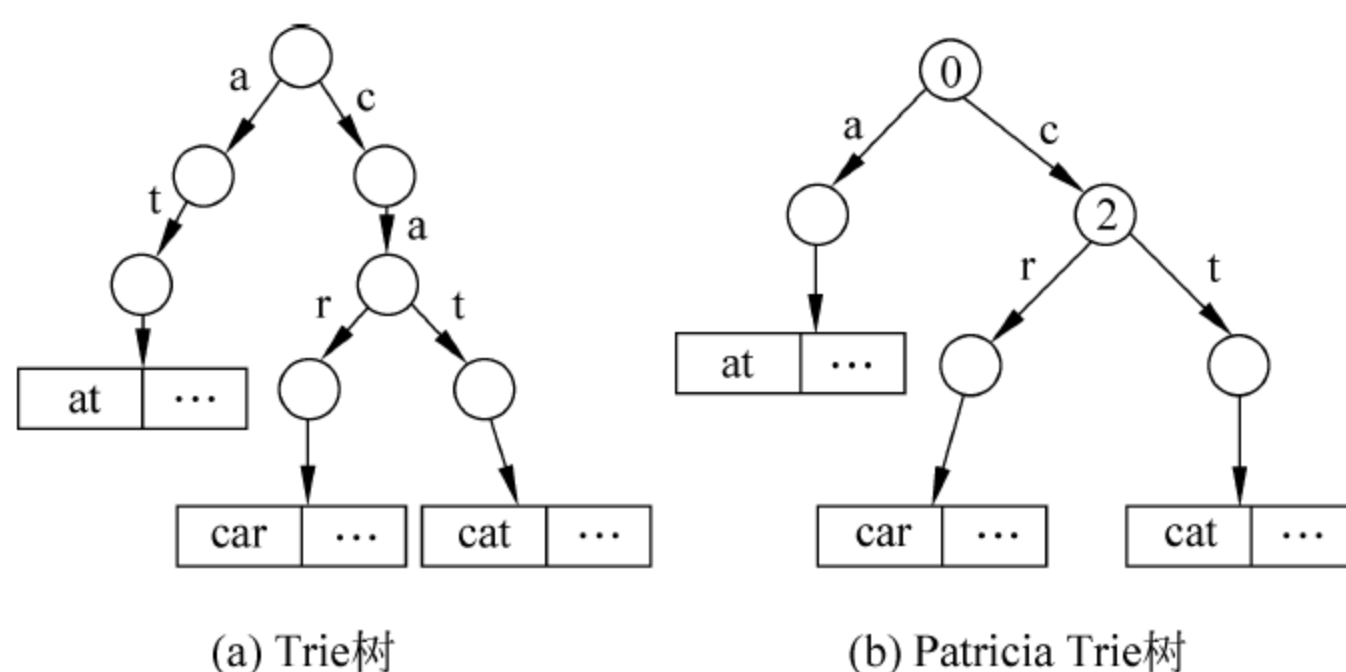 a
c
t
a
r
t
at ...
car ...
cat ...
(a) Trie树
0
a
c
2
r
t
at ...
car ...
cat ...
(b) Patricia Trie树